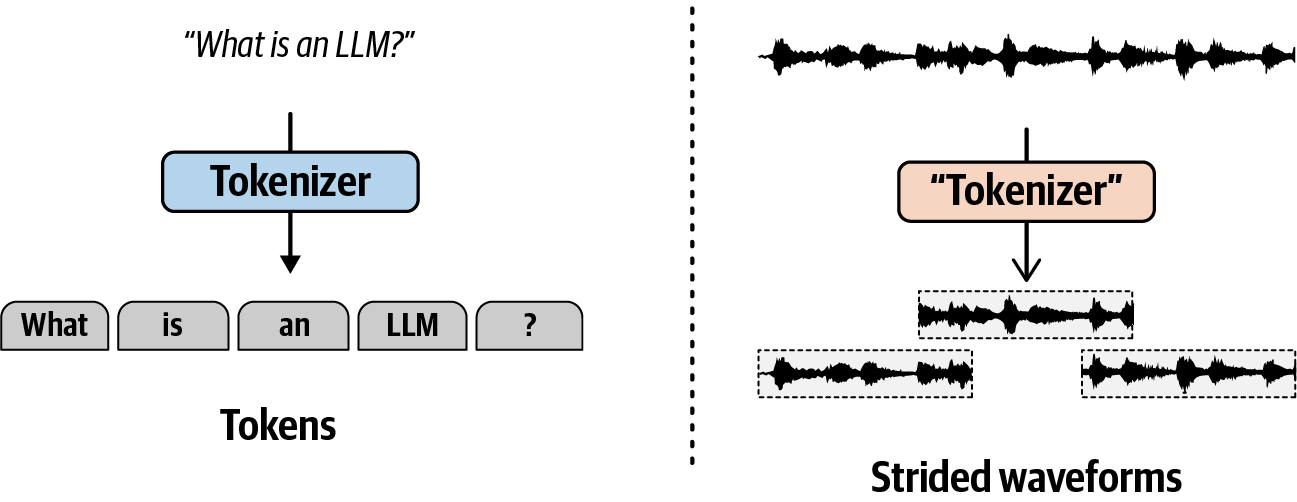 “What is an LLM?”
Tokenizer
What is an LLM ?
Tokens
“Tokenizer”
Strided waveforms